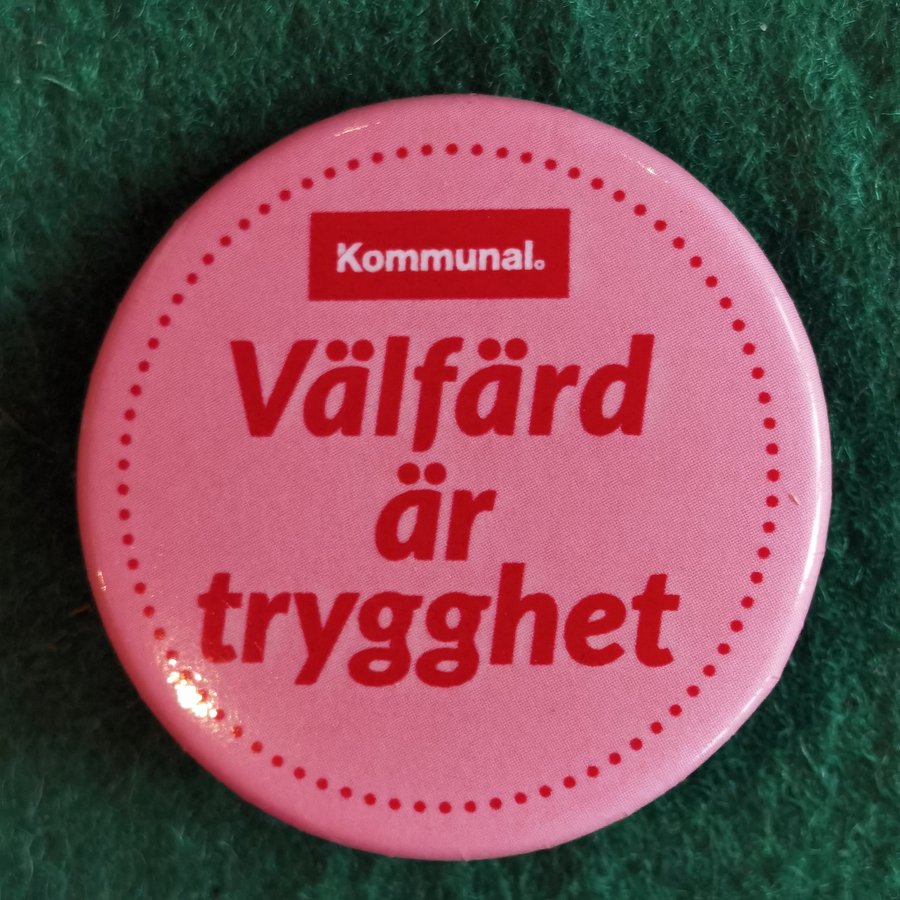 Kommunal.
Välfärd
är
trygghet